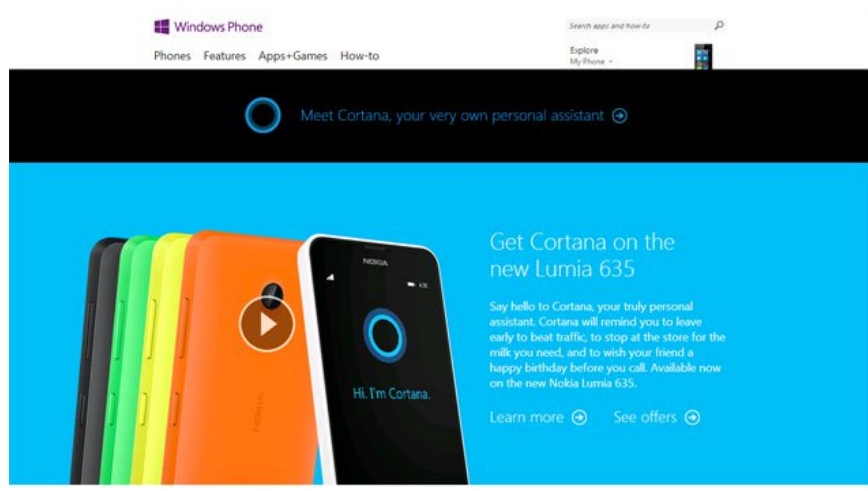 Windows Phone
Search apps and how-to
Phones Features Apps+Games How-to
Explore
My Phone
Meet Cortana, your very own personal assistant
Get Cortana on the
new Lumia 635
Say hello to Cortana, your truly personal
assistant. Cortana will remind you to leave
early to beat traffic, to stop at the store for the
milk you need, and to wish your friend a
happy birthday before you call. Available now
on the new Nokia Lumia 635.
Learn more
See offers
NOKIA
Hi. I'm Cortana.
NOKIA